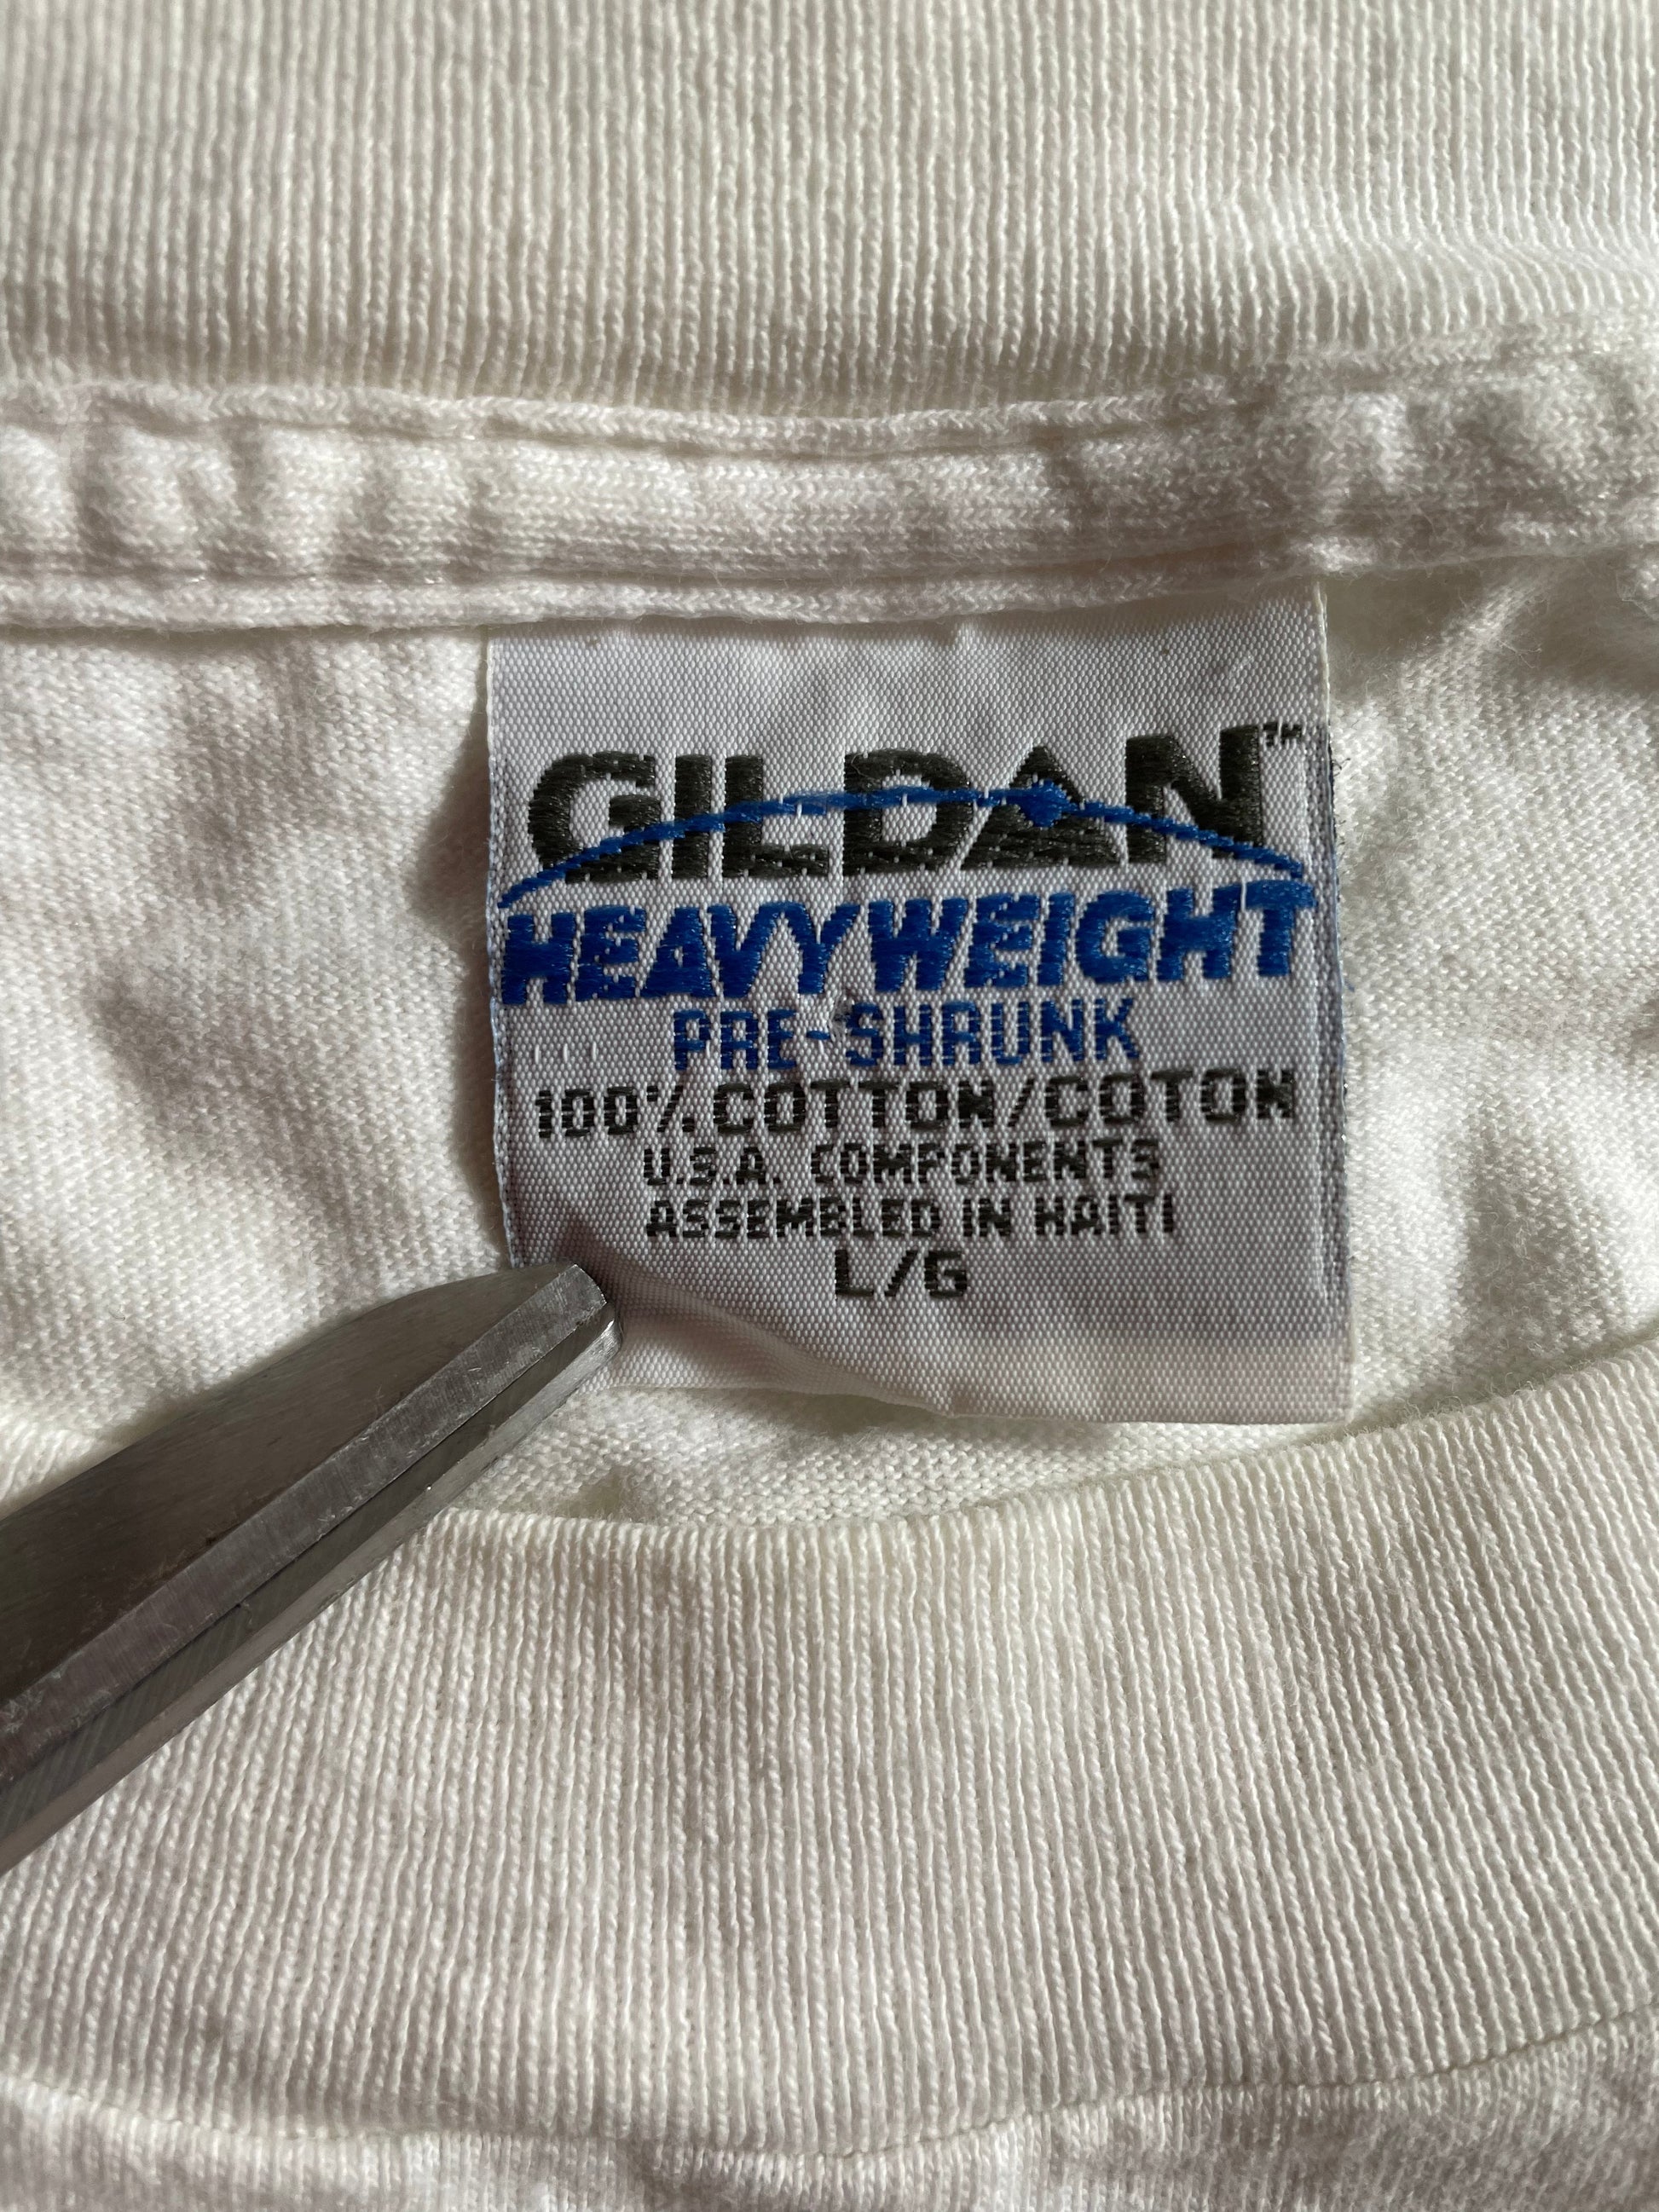 GILDAN™
HEAVYWEIGHT
PRE-SHRUNK
100% COTTON/COTON
U.S.A. COMPONENTS
ASSEMBLED IN HAITI
L/G